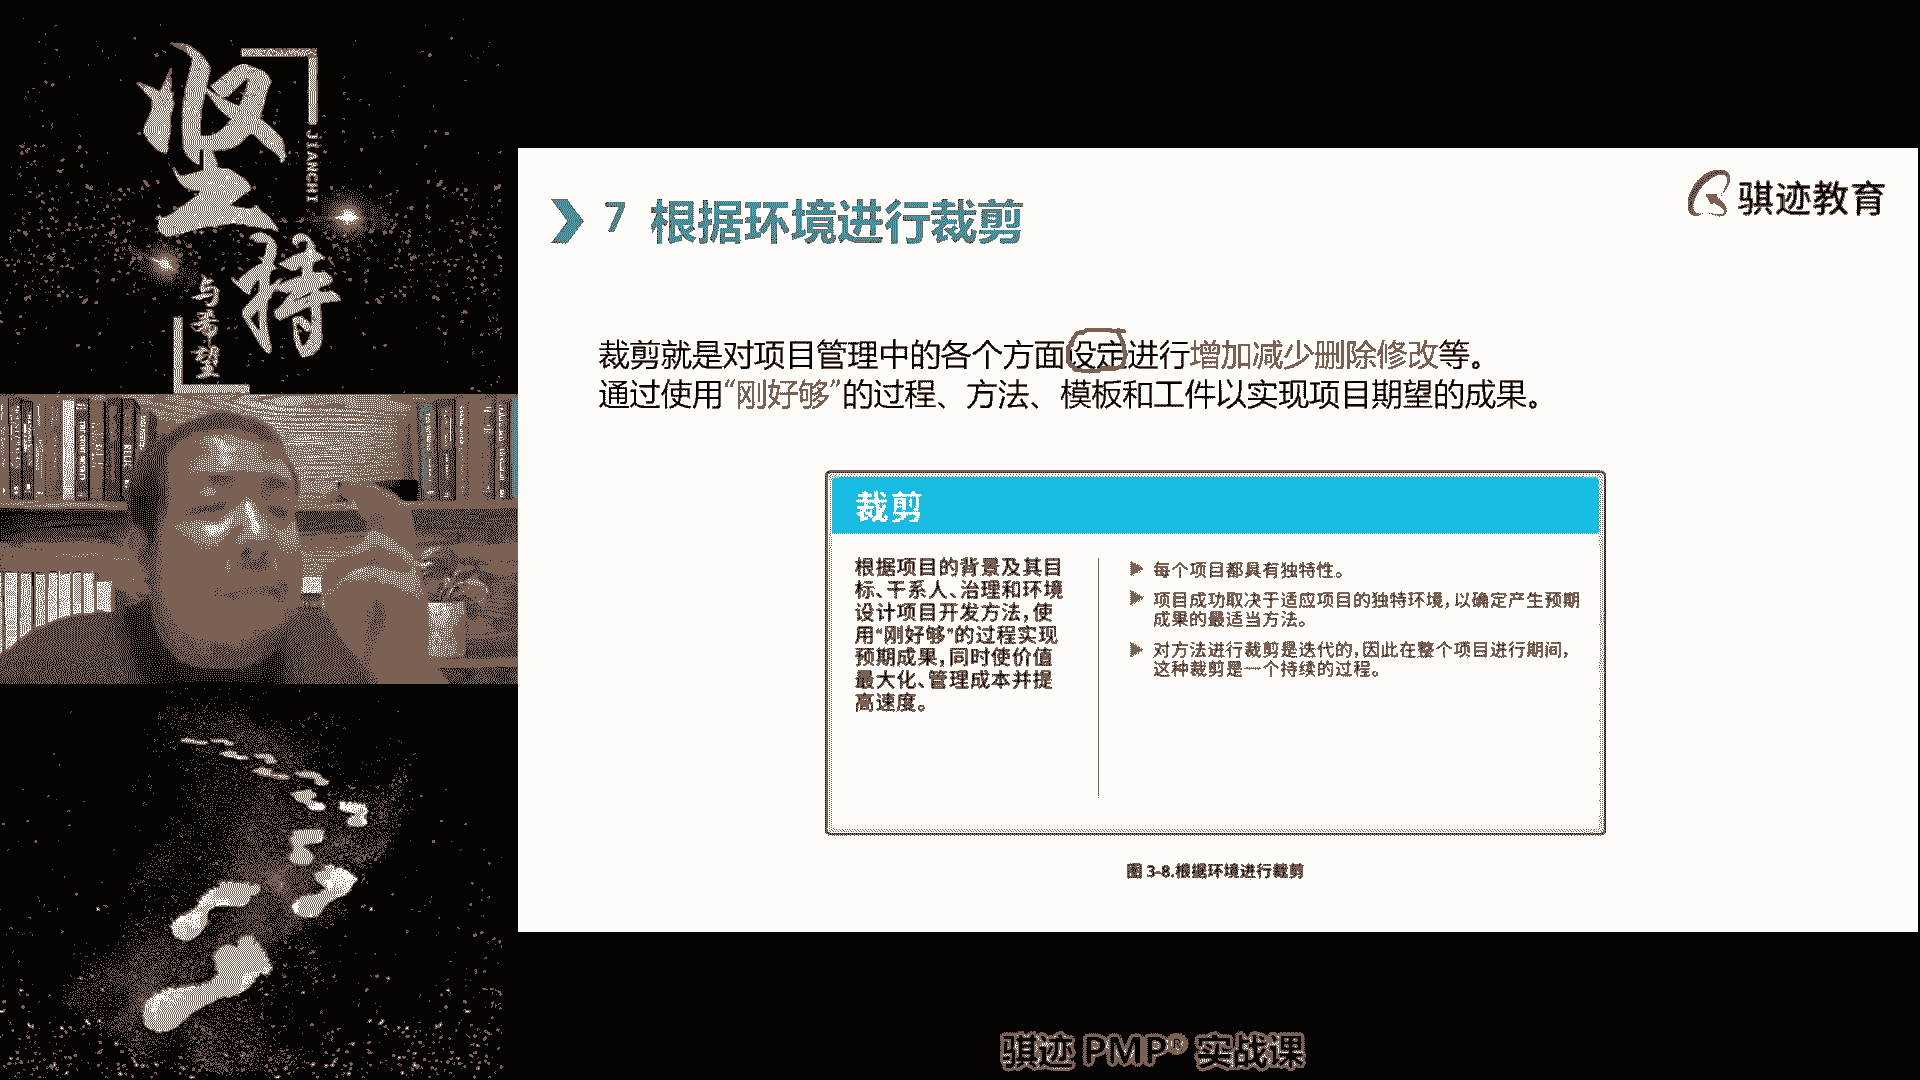 坚持
JIANCHI
与希望
骐迹教育
7 根据环境进行裁剪
裁剪就是对项目管理中的各个方面设定进行增加减少删除修改等。
通过使用“刚好够”的过程、方法、模板和工件以实现项目期望的成果。
裁剪
根据项目的背景及其目
标、干系人、治理和环境
设计项目开发方法,使
用“刚好够”的过程实现
预期成果,同时使价值
最大化、管理成本并提
高速度。
每个项目都具有独特性。
项目成功取决于适应项目的独特环境,以确定产生预期
成果的最适当方法。
对方法进行裁剪是迭代的,因此在整个项目进行期间,
这种裁剪是一个持续的过程。
图 3-8.根据环境进行裁剪
骐迹 PMP® 实战课